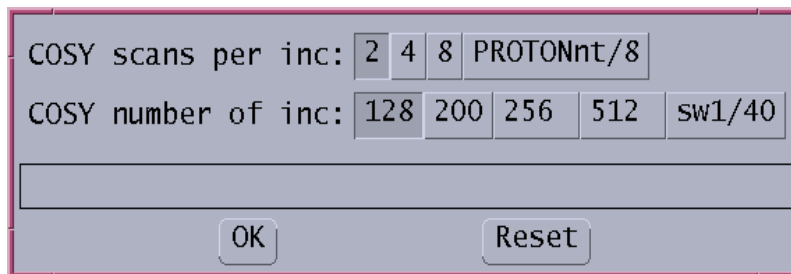 COSY scans per inc: 2 4 8 PROTONnt/8
COSY number of inc: 128 200 256 512 sw1/40
OK Reset